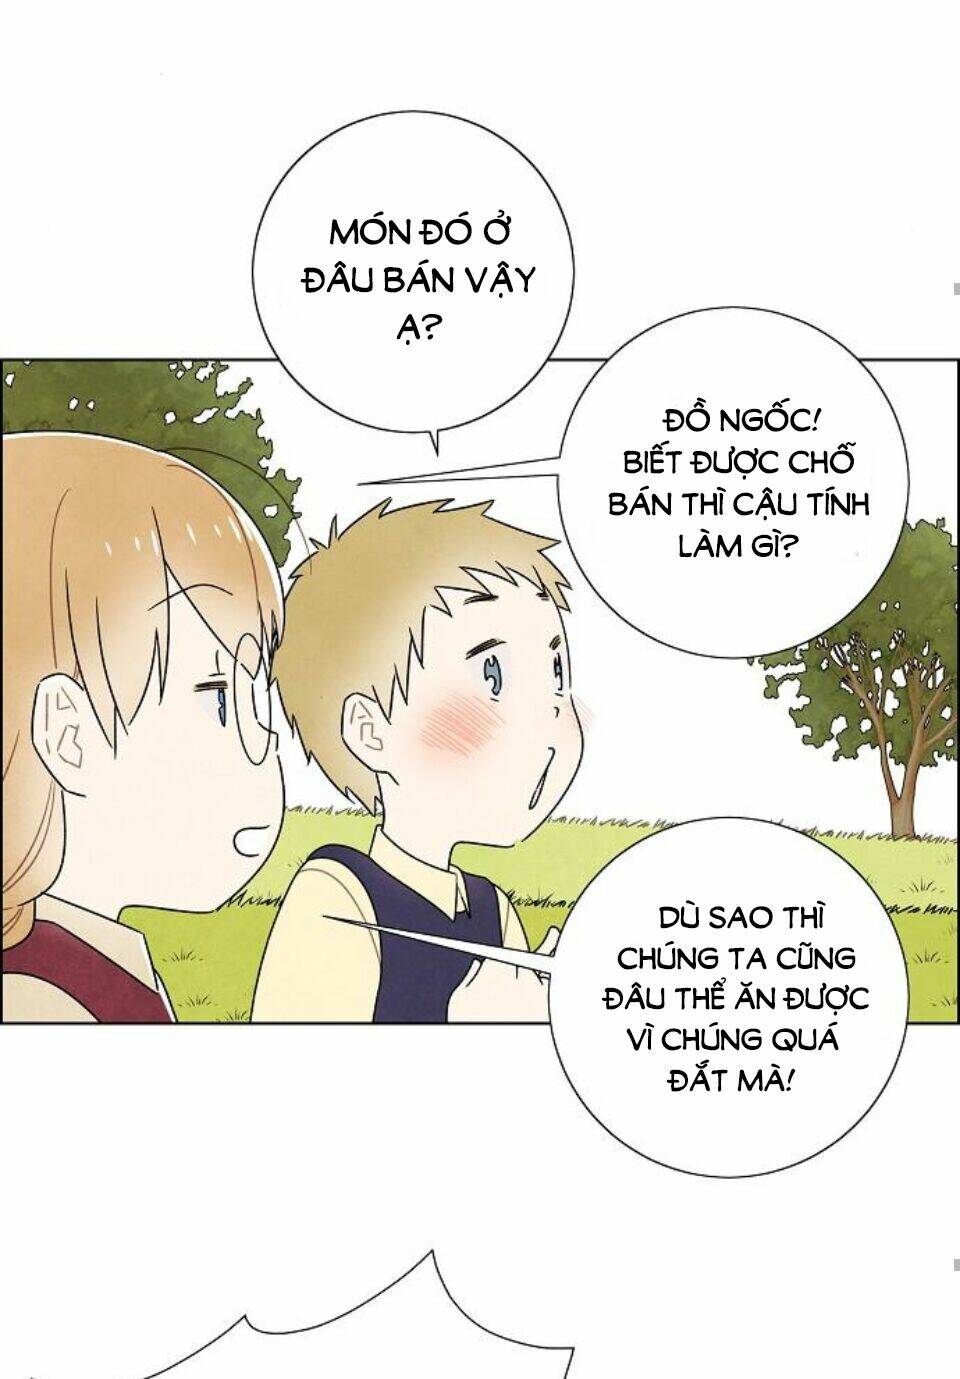 MÓN ĐÓ Ở
ĐÂU BÁN VẬY
Ạ?
ĐỒ NGỐC!
BIẾT ĐƯỢC CHỖ
BÁN THÌ CẬU TÍNH
LÀM GÌ?
DÙ SAO THÌ
CHÚNG TA CŨNG
ĐÂU THỂ ĂN ĐƯỢC
VÌ CHÚNG QUÁ
ĐẮT MÀ!